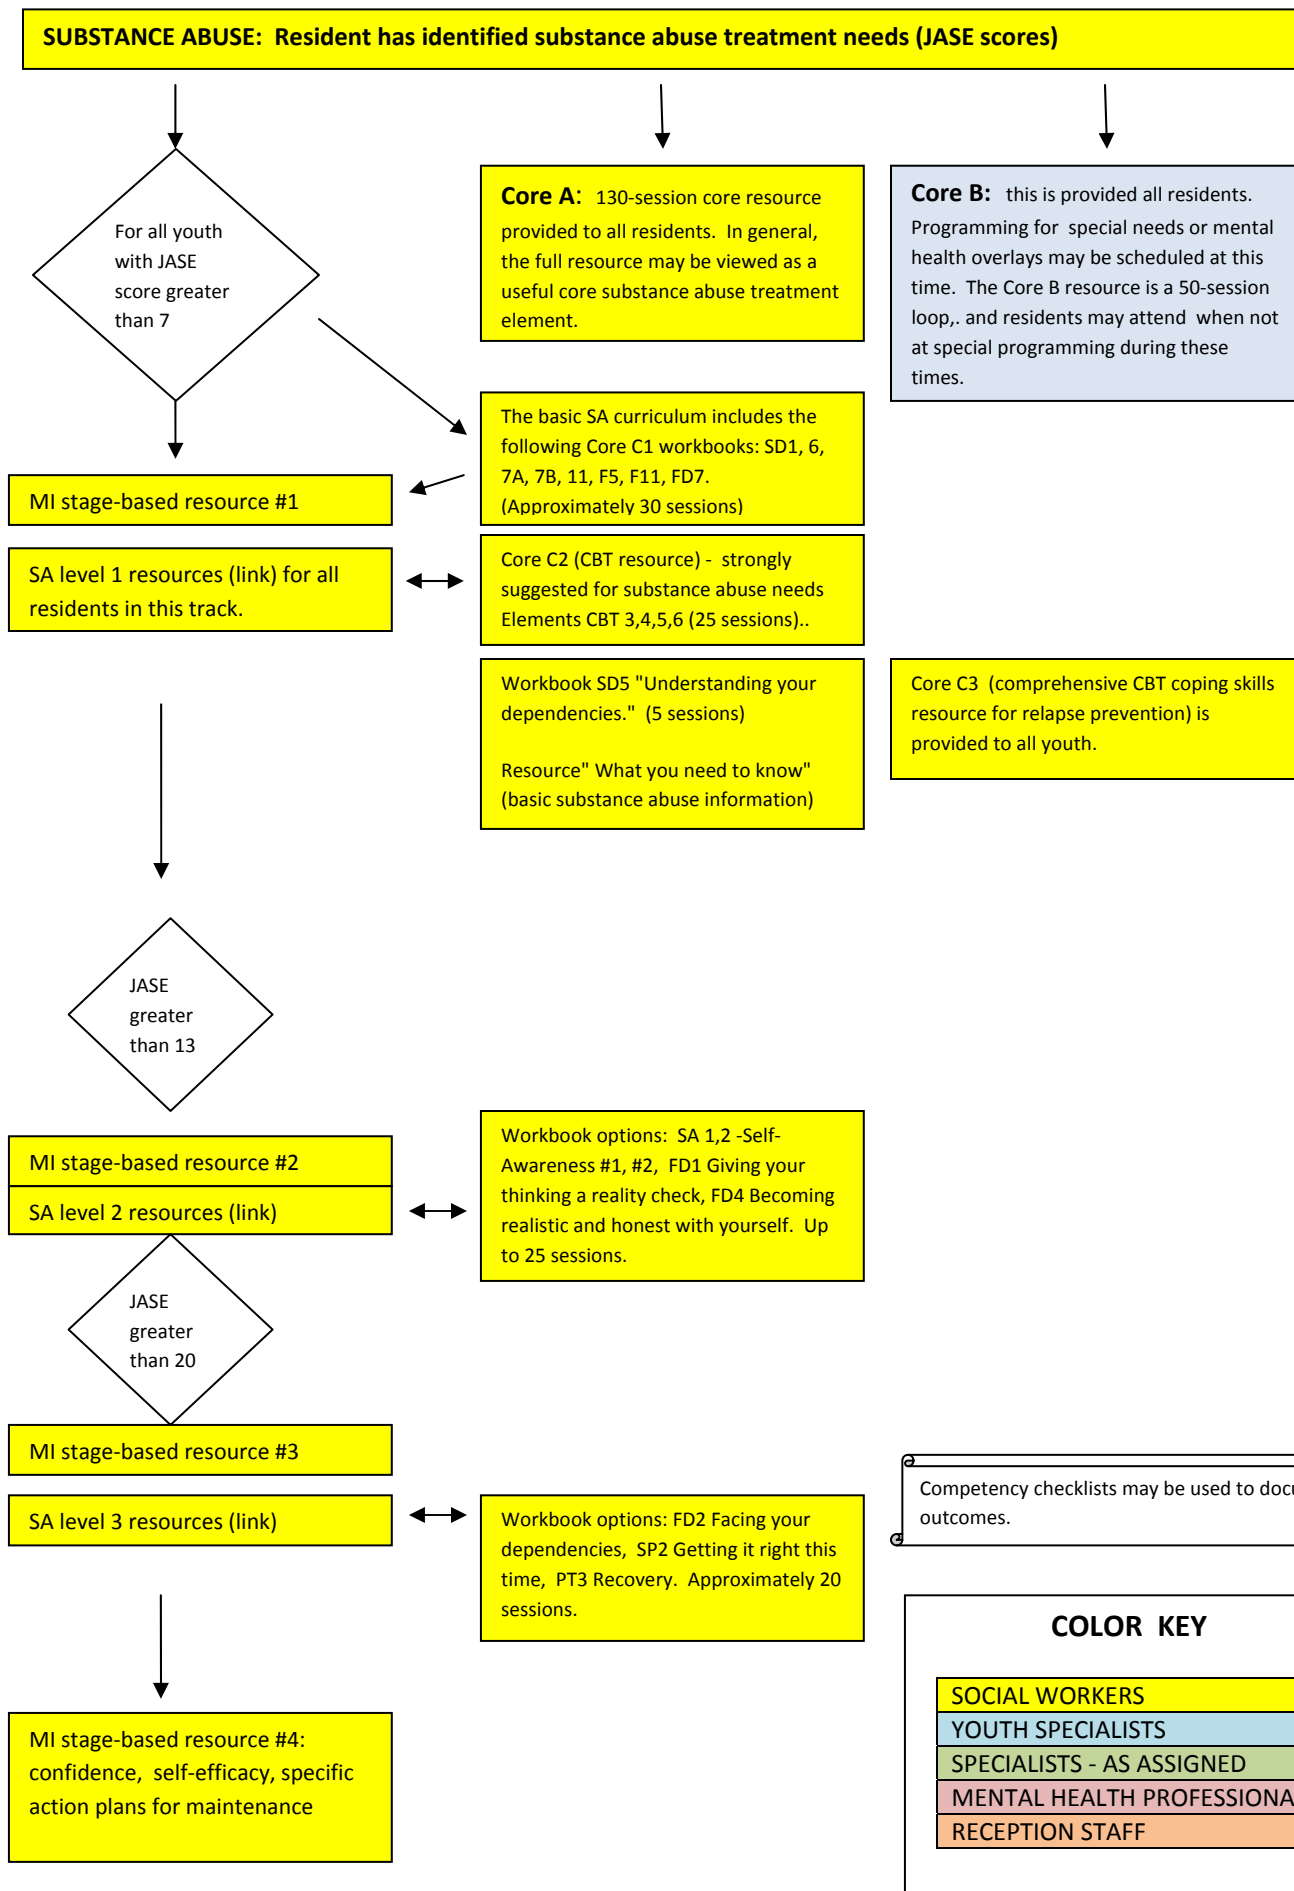 SUBSTANCE ABUSE:  Resident has identified substance abuse treatment needs (JASE scores)
For all youth
with JASE
score greater
than 7
Core A:  130-session core resource
provided to all residents.  In general,
the full resource may be viewed as a
useful core substance abuse treatment
element.
Core B:  this is provided all residents.
Programming for  special needs or mental
health overlays may be scheduled at this
time.  The Core B resource is a 50-session
loop,. and residents may attend  when not
at special programming during these
times.
The basic SA curriculum includes the
following Core C1 workbooks: SD1, 6,
7A, 7B, 11, F5, F11, FD7.
(Approximately 30 sessions)
MI stage-based resource #1
SA level 1 resources (link) for all
residents in this track.
Core C2 (CBT resource) -  strongly
suggested for substance abuse needs
Elements CBT 3,4,5,6 (25 sessions)..
Workbook SD5 "Understanding your
dependencies."  (5 sessions)
Resource" What you need to know"
(basic substance abuse information)
Core C3  (comprehensive CBT coping skills
resource for relapse prevention) is
provided to all youth.
JASE
greater
than 13
MI stage-based resource #2
SA level 2 resources (link)
Workbook options:  SA 1,2 -Self-
Awareness #1, #2,  FD1 Giving your
thinking a reality check, FD4 Becoming
realistic and honest with yourself.  Up
to 25 sessions.
JASE
greater
than 20
MI stage-based resource #3
SA level 3 resources (link)
Workbook options: FD2 Facing your
dependencies,  SP2 Getting it right this
time,  PT3 Recovery.  Approximately 20
sessions.
Competency checklists may be used to docu
outcomes.
MI stage-based resource #4:
confidence,  self-efficacy, specific
action plans for maintenance
COLOR  KEY
SOCIAL WORKERS
YOUTH SPECIALISTS
SPECIALISTS - AS ASSIGNED
MENTAL HEALTH PROFESSIONA
RECEPTION STAFF